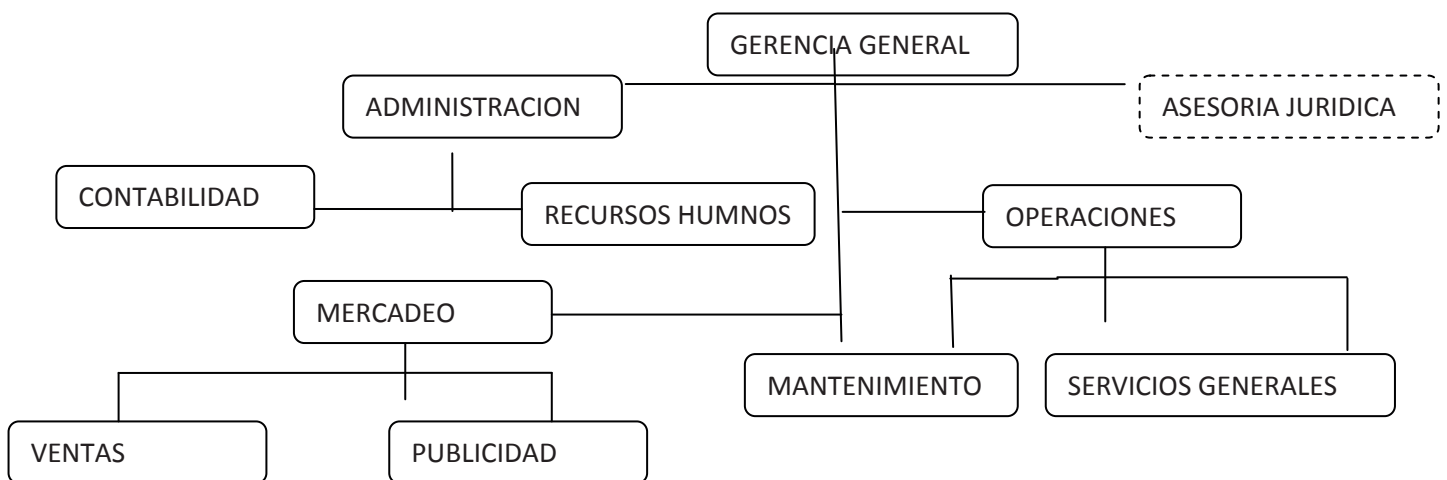 GERENCIA GENERAL
ADMINISTRACION
ASESORIA JURIDICA
CONTABILIDAD
RECURSOS HUMNOS
OPERACIONES
MERCADEO
MANTENIMIENTO
SERVICIOS GENERALES
VENTAS
PUBLICIDAD